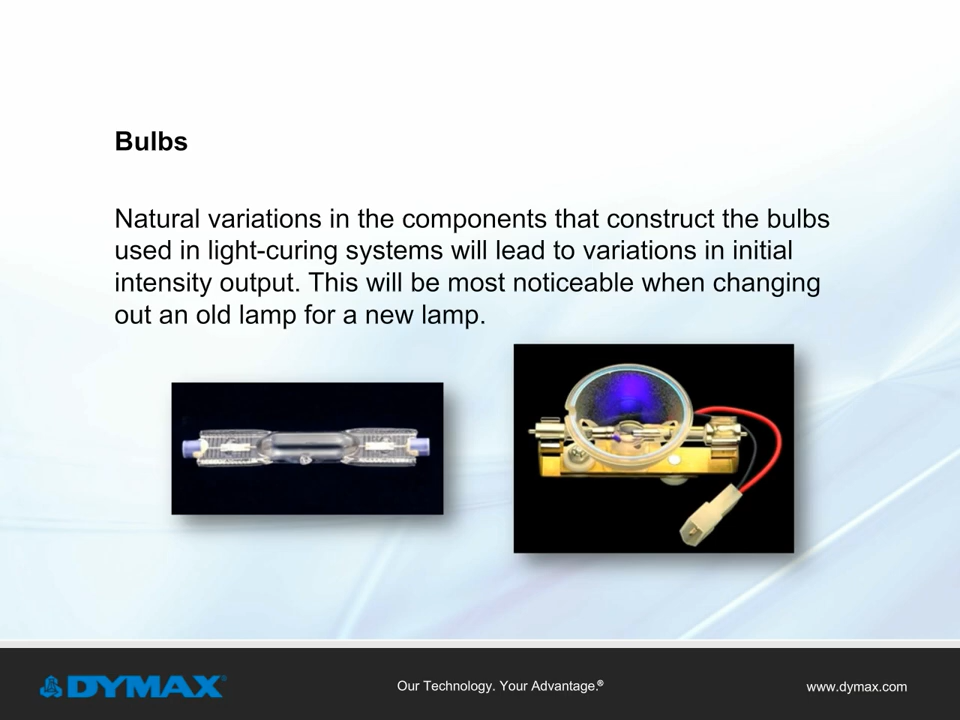 Bulbs
Natural variations in the components that construct the bulbs
used in light-curing systems will lead to variations in initial
intensity output. This will be most noticeable when changing
out an old lamp for a new lamp.
DYMAX®
Our Technology. Your Advantage.®
www.dymax.com